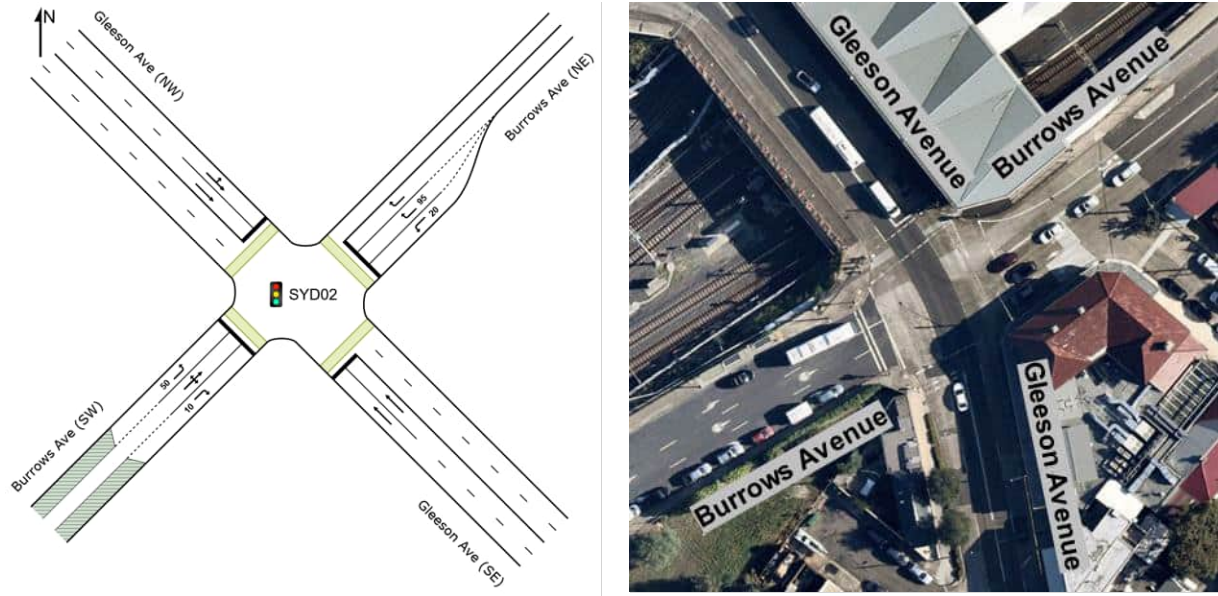 N
Gleeson Ave (NW)
Burrows Ave (NE)
95
20
SYD02
50
10
Burrows Ave (SW)
Gleeson Ave (SE)
Gleeson Avenue
Burrows Avenue
Burrows Avenue
Gleeson Avenue